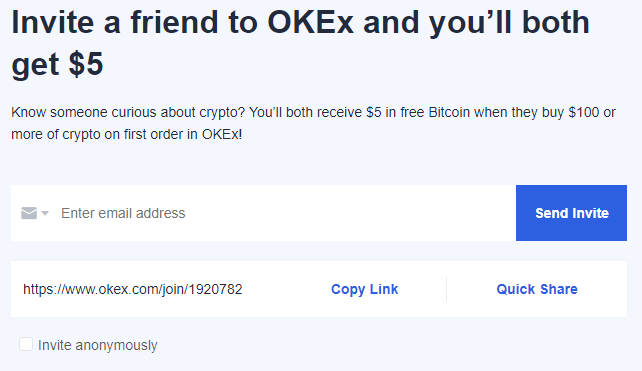 Invite a friend to OKEx and you’ll both
get $5
Know someone curious about crypto? You’ll both receive $5 in free Bitcoin when they buy $100 or
more of crypto on first order in OKEx!
Enter email address
Send Invite
https://www.okex.com/join/1920782
Copy Link
Quick Share
Invite anonymously